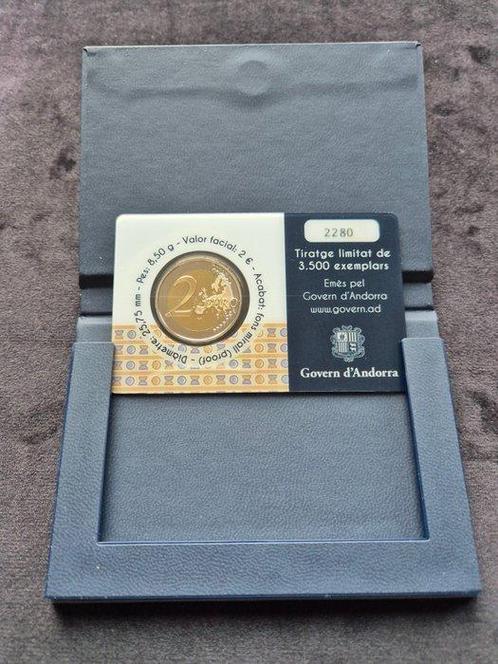 Diàmetre: 25,75 mm - Pes: 8,50 g - Valor facial: 2 € - Acabat: fons mirall (proof) -
2 EURO
2280
Tiratge limitat de
3.500 exemplars
Emès pel
Govern d'Andorra
www.govern.ad
Govern d'Andorra